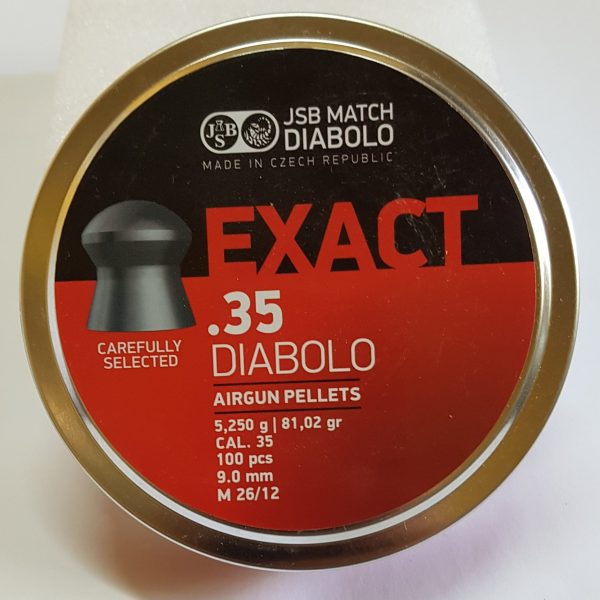 JSB
JSB MATCH
DIABOLO
MADE IN CZECH REPUBLIC
EXACT
.35
DIABOLO
CAREFULLY
SELECTED
AIRGUN PELLETS
5,250 g | 81,02 gr
CAL. 35
100 pcs
9.0 mm
M 26/12